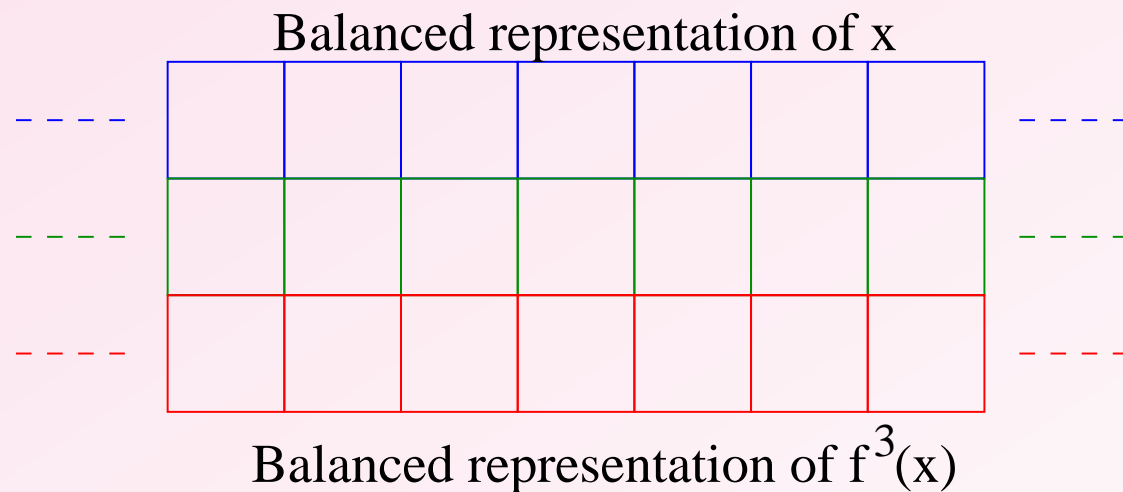 Balanced representation of x
Balanced representation of f³(x)